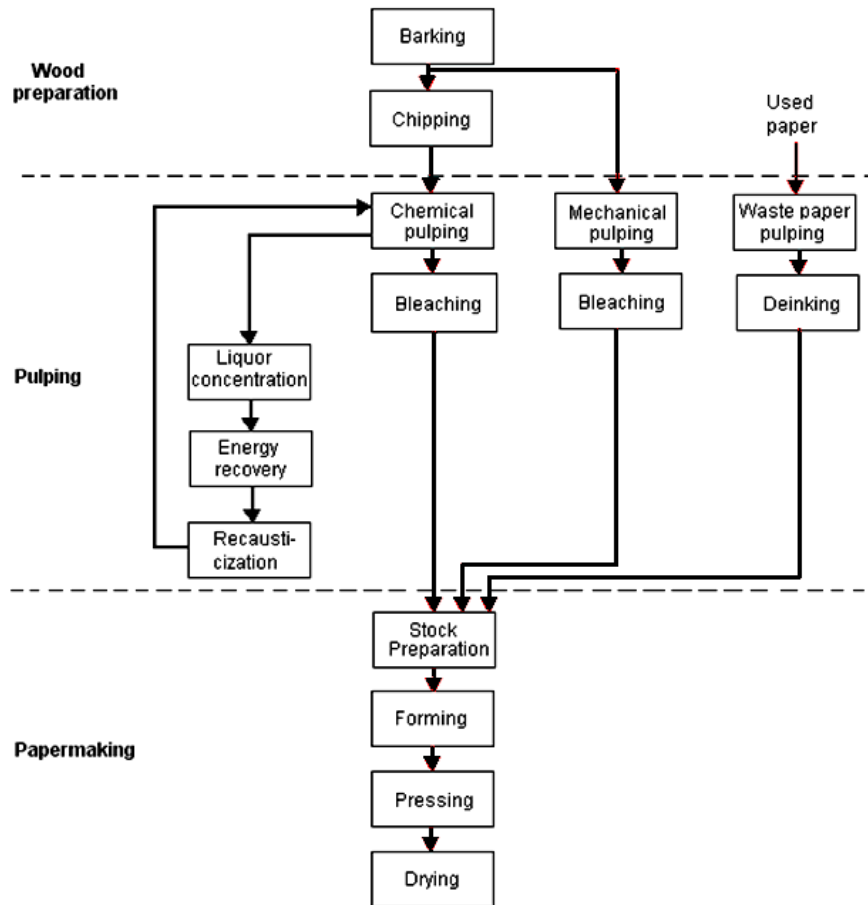 Barking
Wood
preparation
Chipping
Used
paper
Chemical
pulping
Mechanical
pulping
Waste paper
pulping
Bleaching
Bleaching
Deinking
Liquor
concentration
Pulping
Energy
recovery
Recausti-
cization
Stock
Preparation
Forming
Papermaking
Pressing
Drying